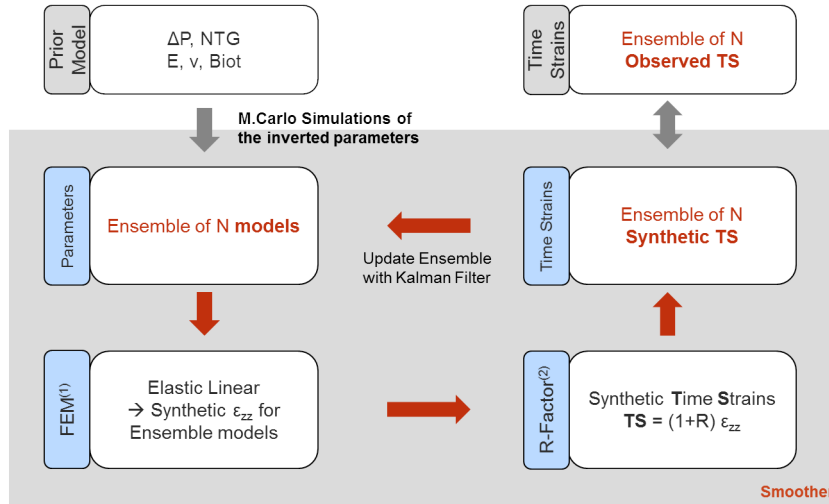 Prior
Model
ΔP, NTG
E, ν, Biot
Time
Strains
Ensemble of N
Observed TS
M.Carlo Simulations of
the inverted parameters
Parameters
Ensemble of N models
Update Ensemble
with Kalman Filter
Time Strains
Ensemble of N
Synthetic TS
FEM(1)
Elastic Linear
→ Synthetic εzz for
Ensemble models
R-Factor(2)
Synthetic Time Strains
TS = (1+R) εzz
Smoother